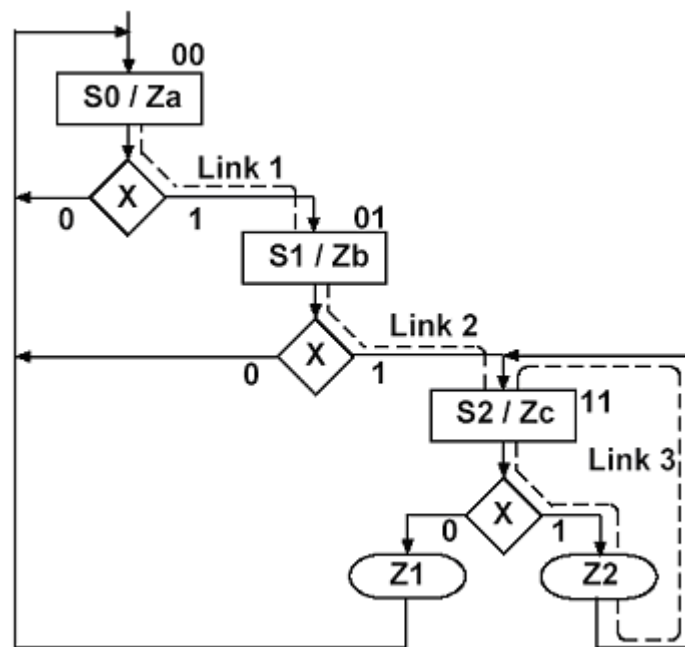 00
S0 / Za
Link 1
X
0
1
01
S1 / Zb
Link 2
X
0
1
11
S2 / Zc
Link 3
X
0
1
Z1
Z2